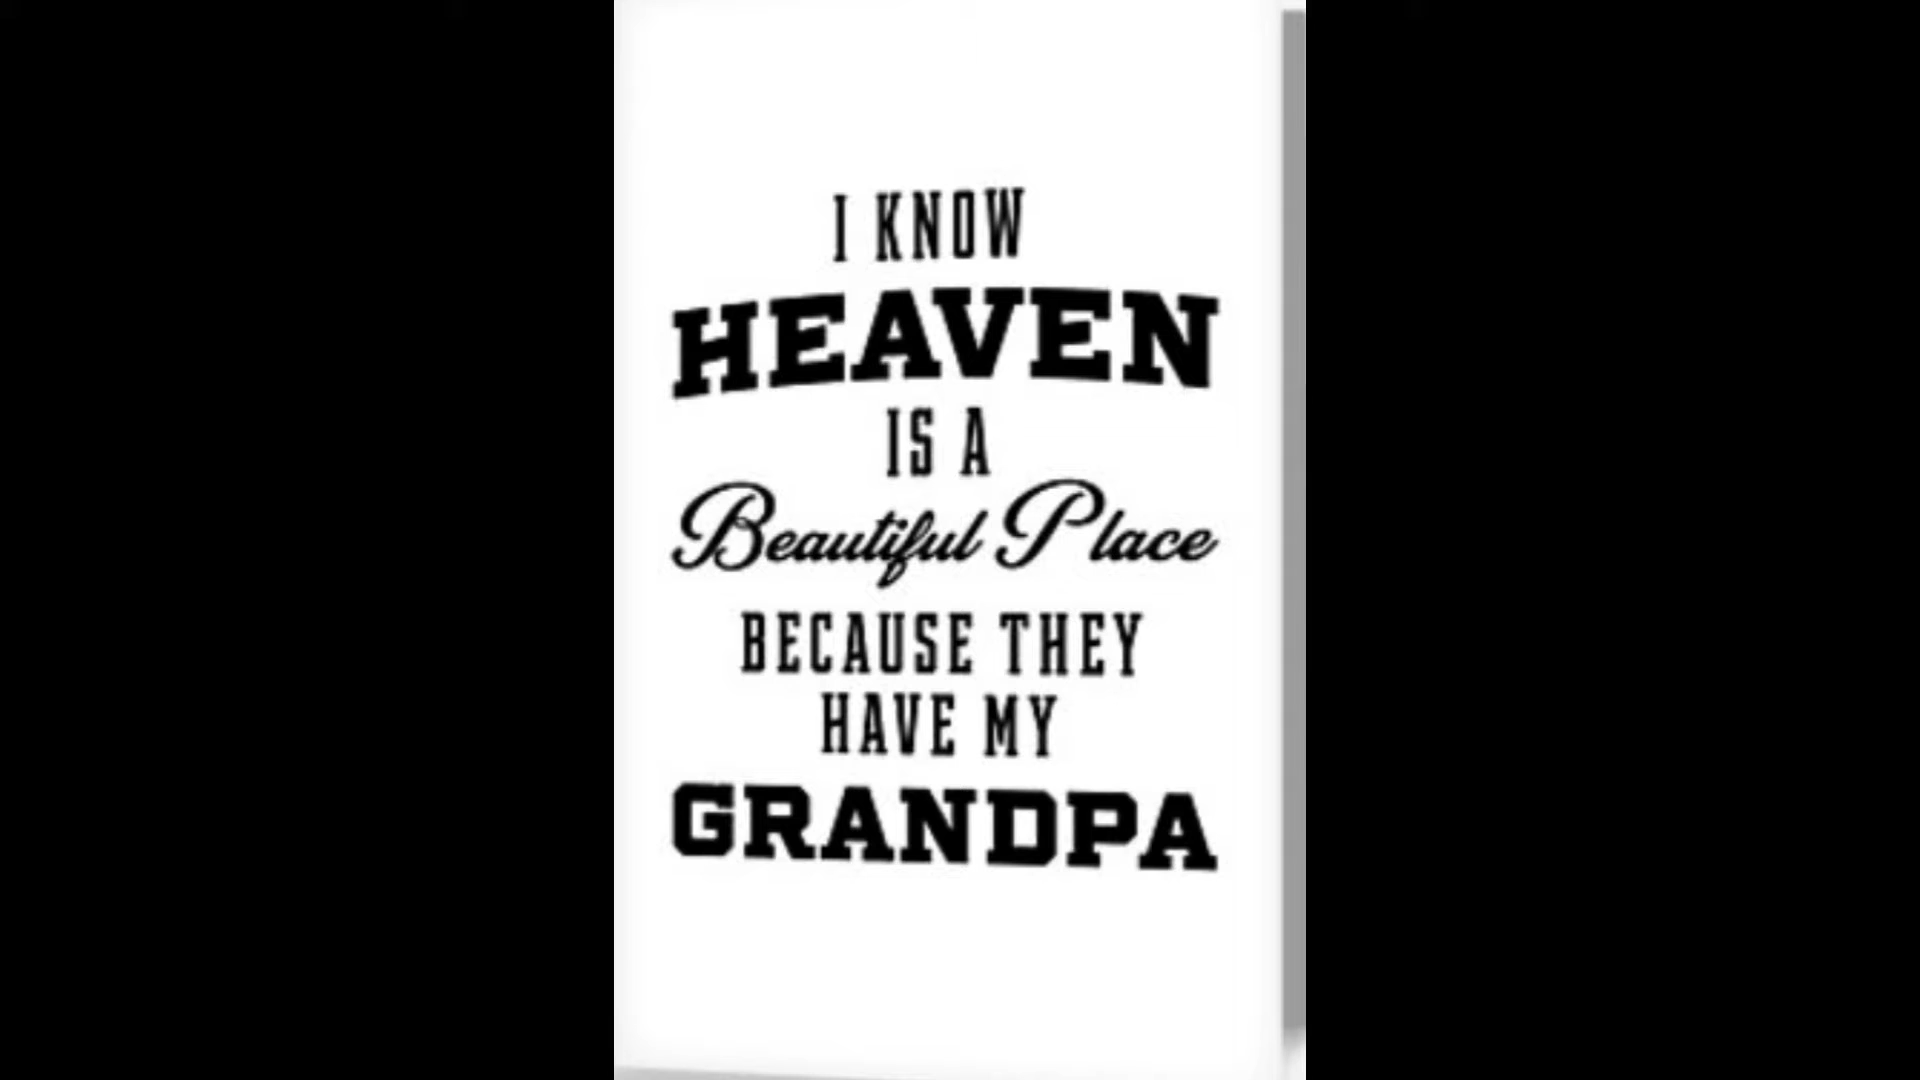 I KNOW
HEAVEN
IS A
Beautiful Place
BECAUSE THEY
HAVE MY
GRANDPA